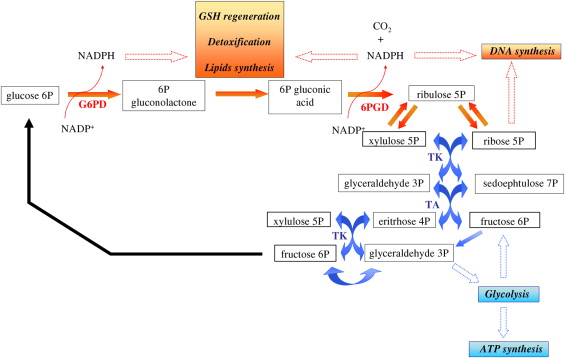 GSH regeneration
Detoxification
Lipids synthesis
CO2
+
NADPH
NADPH
DNA synthesis
glucose 6P
G6PD
6P
gluconolactone
6P gluconic
acid
6PGD
ribulose 5P
NADP+
NADP+
xylulose 5P
ribose 5P
TK
glyceraldehyde 3P
sedoephtulose 7P
TA
xylulose 5P
eritrhose 4P
fructose 6P
TK
fructose 6P
glyceraldehyde 3P
Glycolysis
ATP synthesis